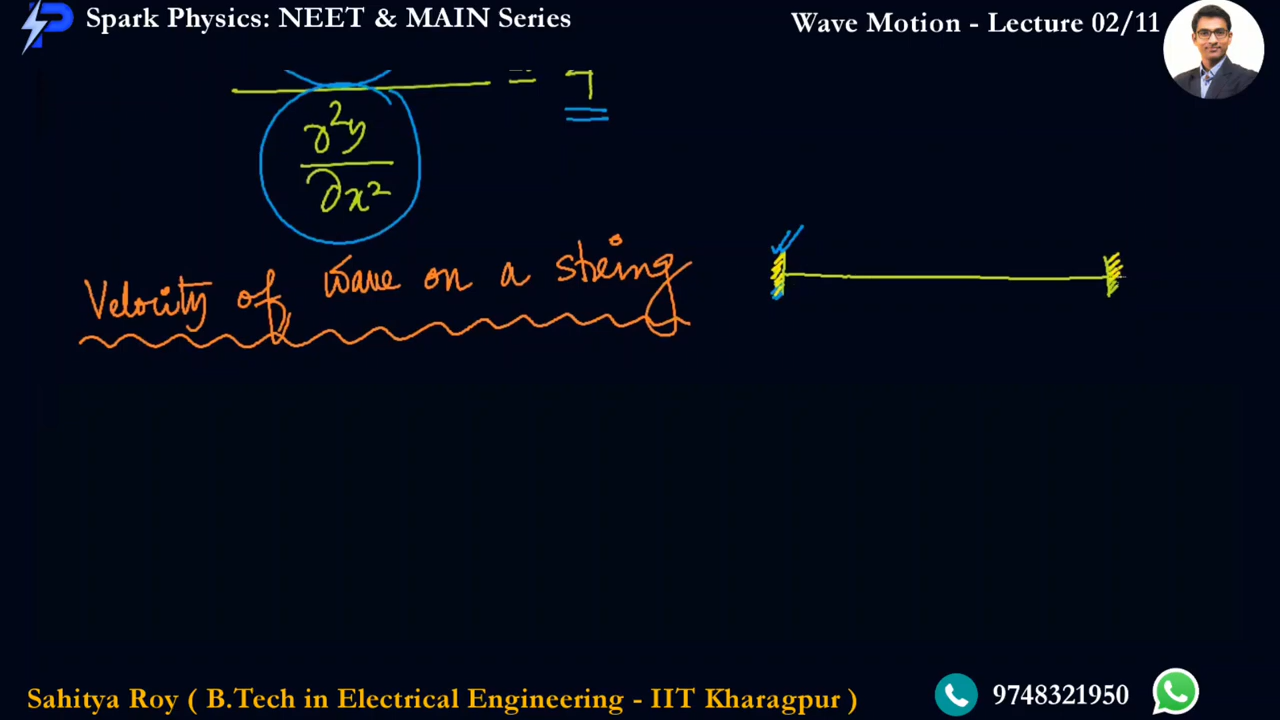 Spark Physics: NEET & MAIN Series
Wave Motion - Lecture 02/11
=
∂²y
∂x²
Velocity of wave on a string
Sahitya Roy ( B.Tech in Electrical Engineering - IIT Kharagpur )
9748321950